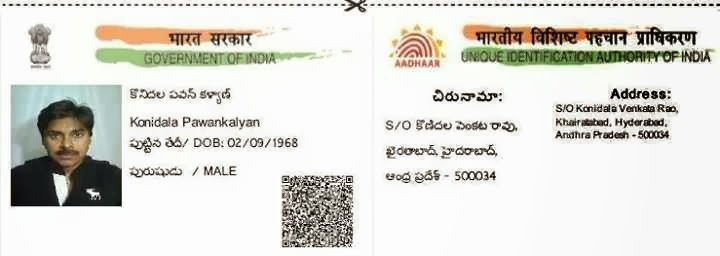 भारत सरकार
GOVERNMENT OF INDIA
కొనిదల పవన్ కళ్యాణ్
Konidala Pawankalyan
పుట్టిన తేదీ/ DOB: 02/09/1968
పురుషుడు / MALE
भारतीय विशिष्ट पहचान प्राधिकरण
UNIQUE IDENTIFICATION AUTHORITY OF INDIA
AADHAAR
చిరునామా:
S/O కొణిదల వెంకట రావు,
ఖైరతాబాద్, హైదరాబాద్,
ఆంధ్ర ప్రదేశ్ - 500034
Address:
S/O Konidala Venkata Rao,
Khairatabad, Hyderabad,
Andhra Pradesh - 500034